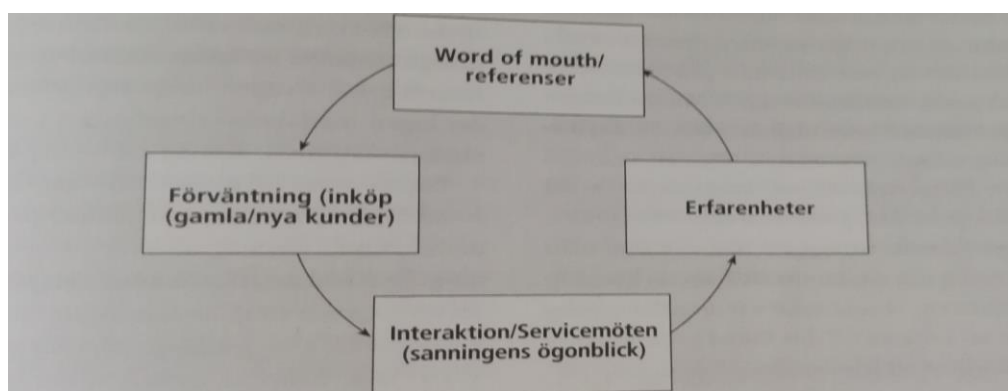 Word of mouth/
referenser
Förväntning (inköp
(gamla/nya kunder)
Erfarenheter
Interaktion/Servicemöten
(sanningens ögonblick)